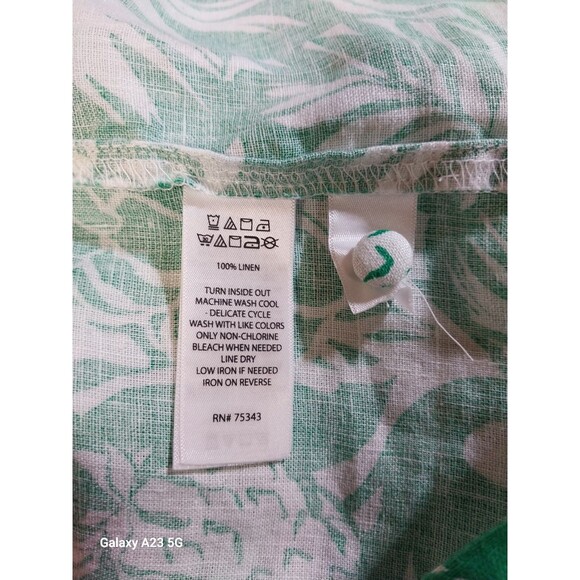 100% LINEN
TURN INSIDE OUT
MACHINE WASH COOL
- DELICATE CYCLE
WASH WITH LIKE COLORS
ONLY NON-CHLORINE
BLEACH WHEN NEEDED
LINE DRY
LOW IRON IF NEEDED
IRON ON REVERSE
RN# 75343
Galaxy A23 5G